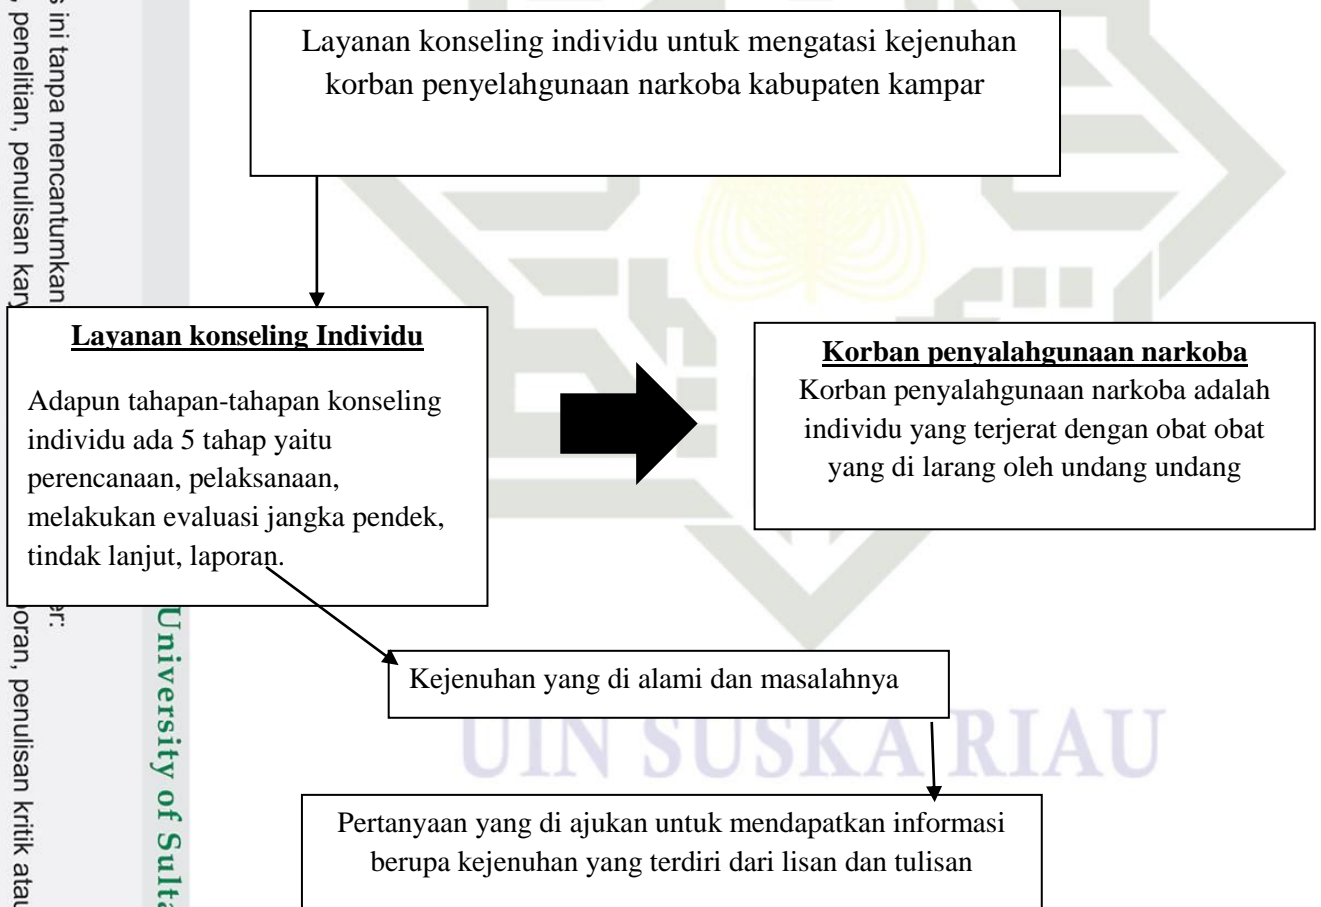 Layanan konseling individu untuk mengatasi kejenuhan
korban penyelahgunaan narkoba kabupaten kampar
Layanan konseling Individu
Adapun tahapan-tahapan konseling
individu ada 5 tahap yaitu
perencanaan, pelaksanaan,
melakukan evaluasi jangka pendek,
tindak lanjut, laporan.
Korban penyalahgunaan narkoba
Korban penyalahgunaan narkoba adalah
individu yang terjerat dengan obat obat
yang di larang oleh undang undang
Kejenuhan yang di alami dan masalahnya
UIN SUSKA RIAU
Pertanyaan yang di ajukan untuk mendapatkan informasi
berupa kejenuhan yang terdiri dari lisan dan tulisan
ini tanpa mencantumkan
penelitian, penulisan
penulisan kritik atau
University of